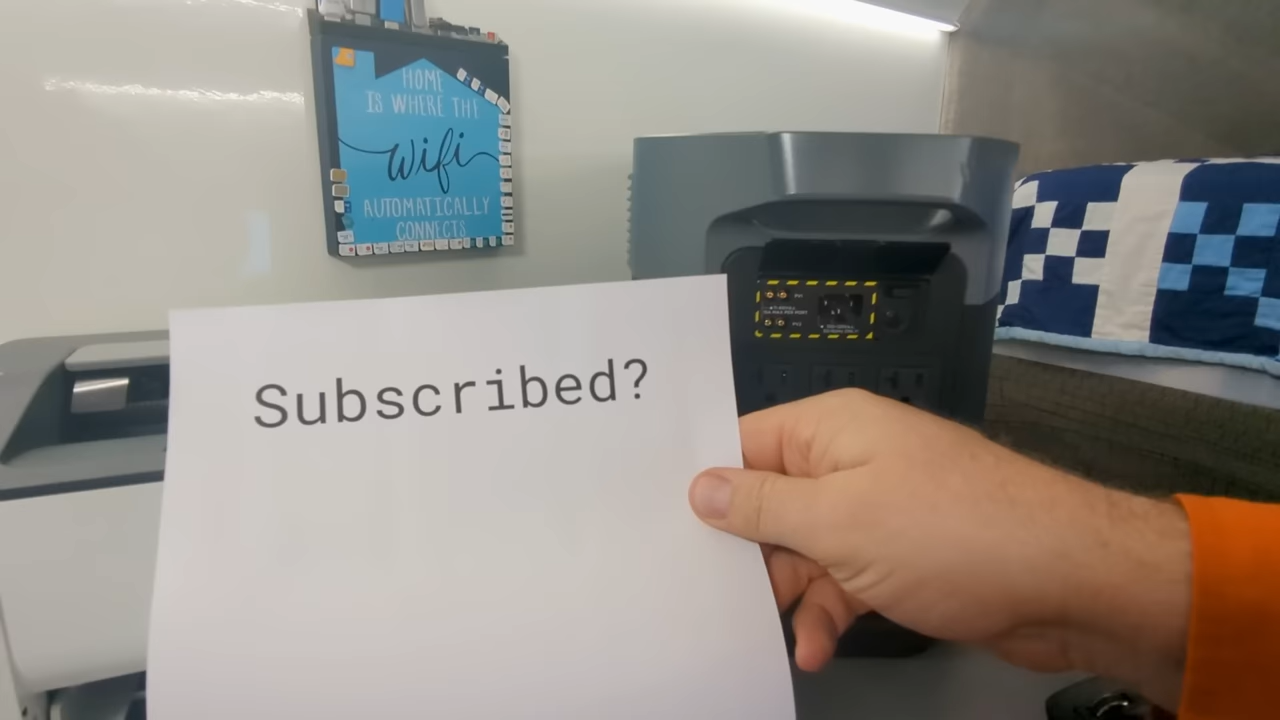 HOME
IS WHERE THE
Wifi
AUTOMATICALLY
CONNECTS
Subscribed?